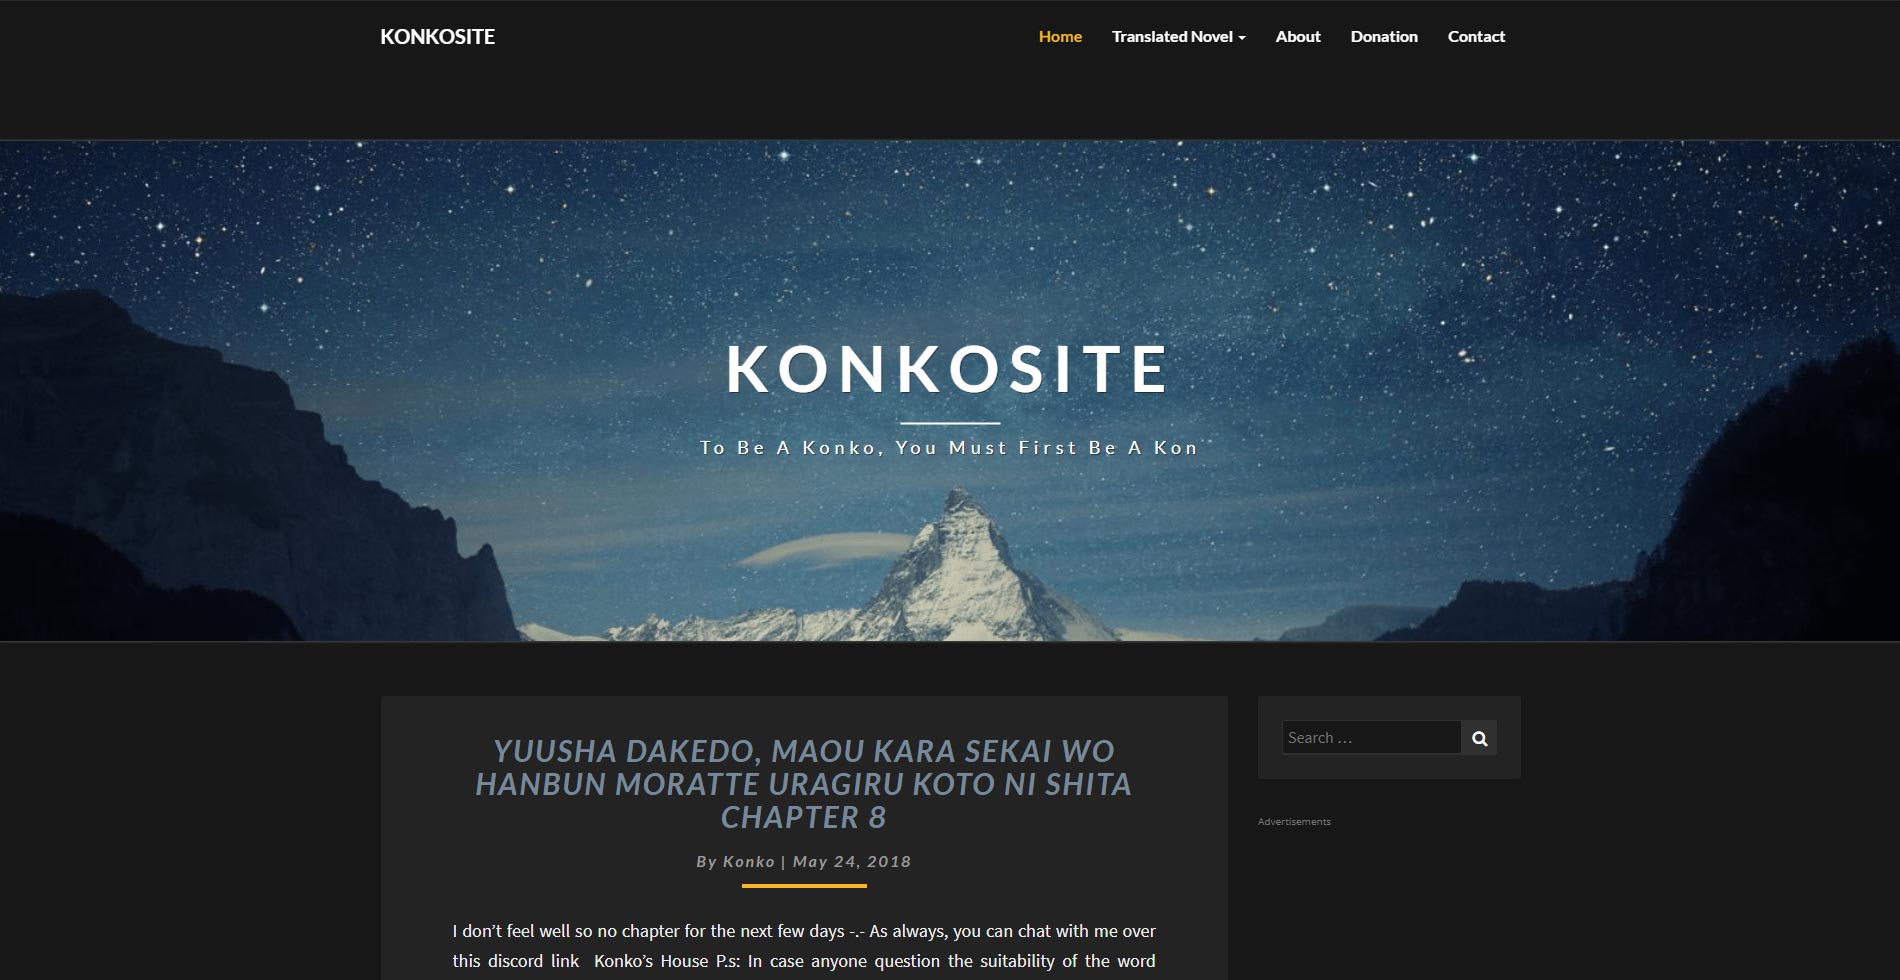 KONKOSITE
Home Translated Novel About Donation Contact
KONKOSITE
To Be A Konko, You Must First Be A Kon
YUUSHA DAKEDO, MAOU KARA SEKAI WO
HANBUN MORATTE URAGIRU KOTO NI SHITA
CHAPTER 8
By Konko | May 24, 2018
I don’t feel well so no chapter for the next few days -.- As always, you can chat with me over
this discord link Konko’s House P.s: In case anyone question the suitability of the word
Search …
Advertisements